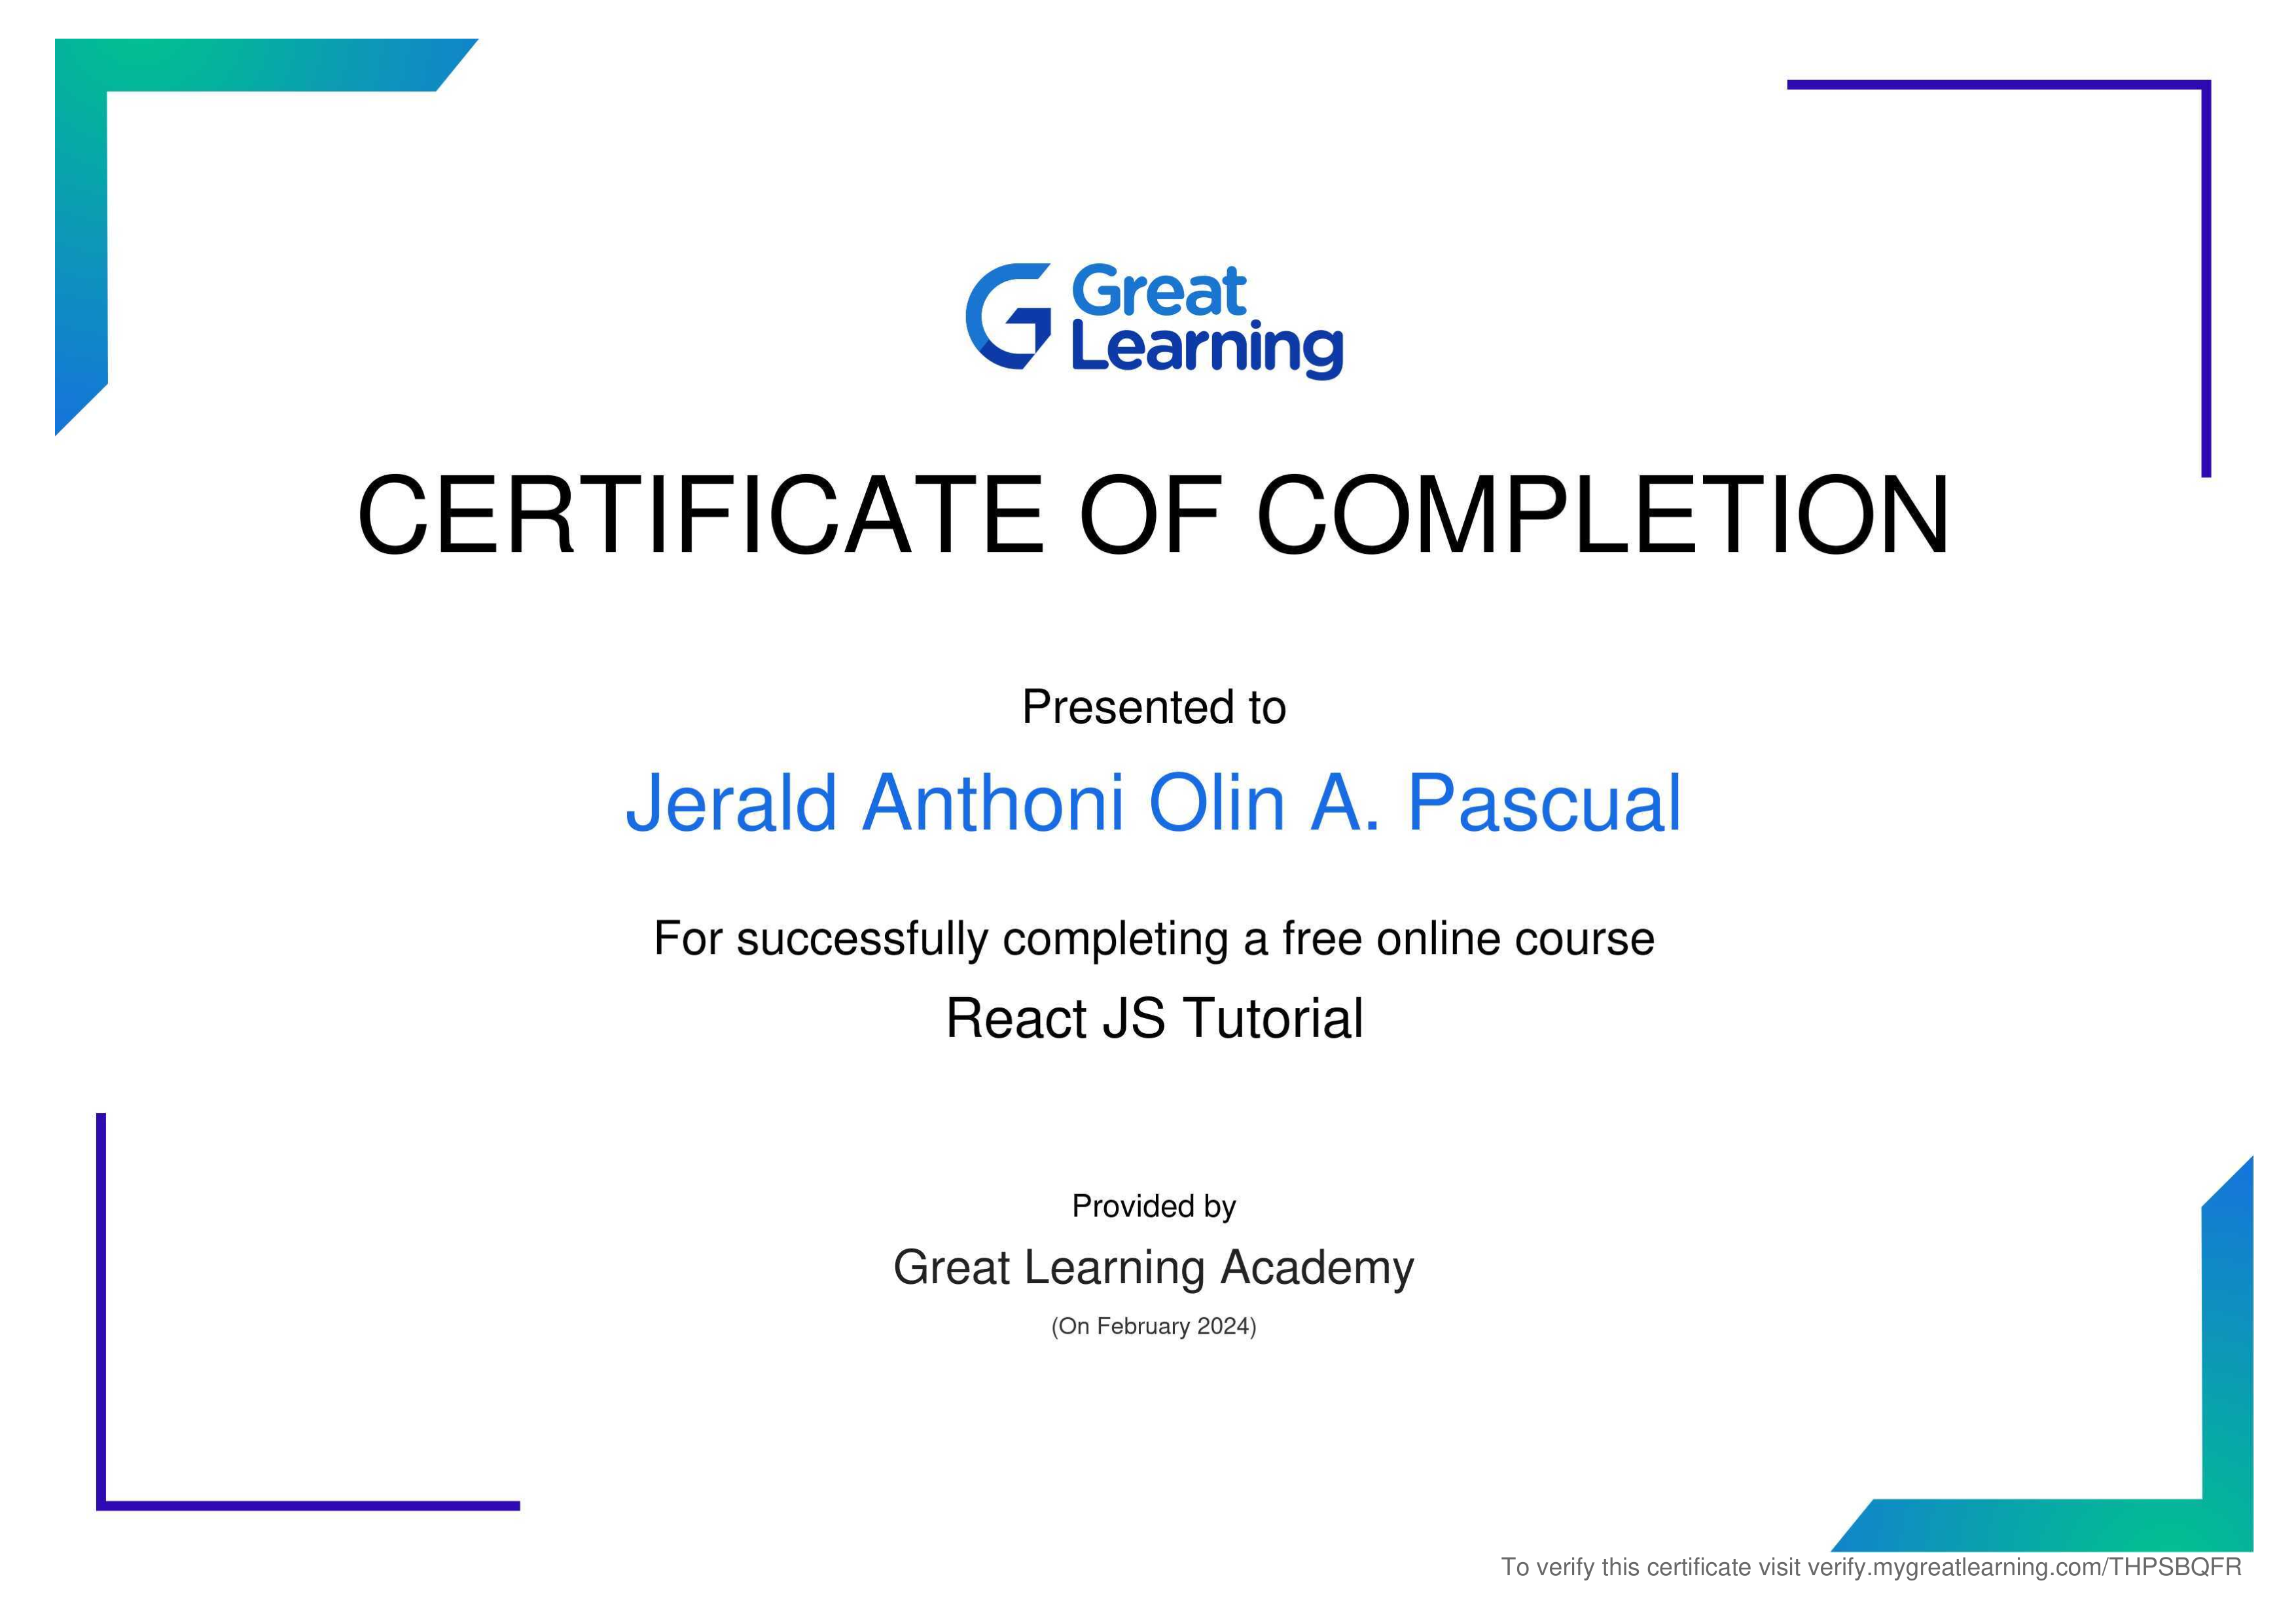 Great
Learning
CERTIFICATE OF COMPLETION
Presented to
Jerald Anthoni Olin A. Pascual
For successfully completing a free online course
React JS Tutorial
Provided by
Great Learning Academy
(On February 2024)
To verify this certificate visit verify.mygreatlearning.com/THPSBQFR